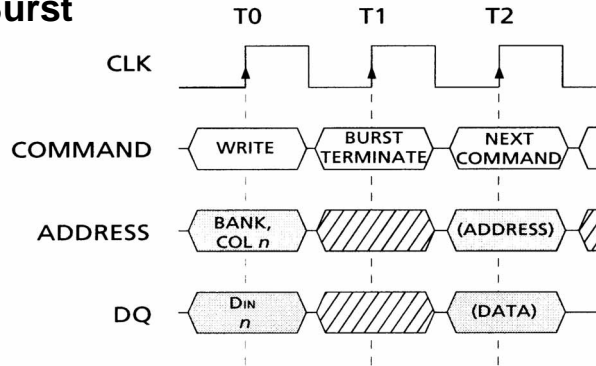 urst
T0 T1 T2
CLK
COMMAND WRITE BURST TERMINATE NEXT COMMAND
ADDRESS BANK, COL n (ADDRESS)
DQ DIN n (DATA)